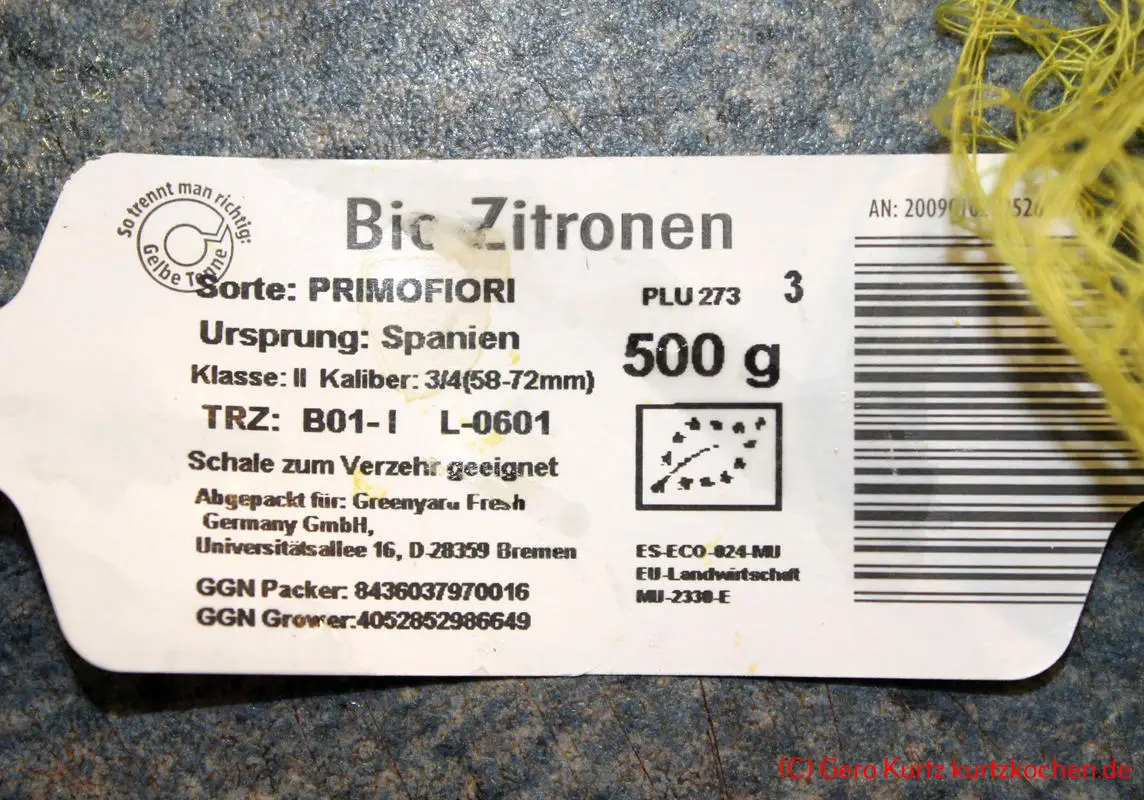 So trennt man richtig:
Gelbe Tonne
Bio Zitronen
AN:
Sorte: PRIMOFIORI
PLU 273 3
Ursprung: Spanien
500 g
Klasse: II Kaliber: 3/4(58-72mm)
TRZ: B01-I L-0601
Schale zum Verzehr geeignet
Abgepackt für: Greenyard Fresh
Germany GmbH,
Universitätsallee 16, D-28359 Bremen
GGN Packer: 8436037970016
GGN Grower:4052852986649
ES-ECO-024-MU
EU-Landwirtschaft
MU-2330-E
(C) Gero Kurtz kurtzkochen.de